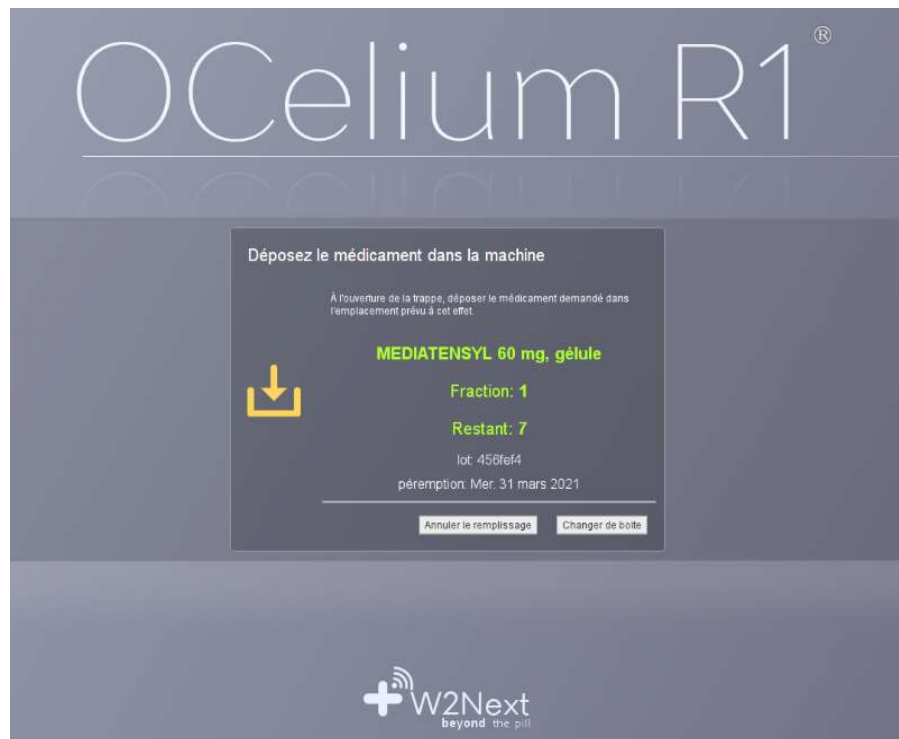 OCelium R1®
Déposez le médicament dans la machine
À l'ouverture de la trappe, déposer le médicament demandé dans
l'emplacement prévu à cet effet.
MEDIATENSYL 60 mg, gélule
Fraction: 1
Restant: 7
lot: 456fef4
péremption: Mer. 31 mars 2021
Annuler le remplissage
Changer de boite
W2Next
beyond the pill